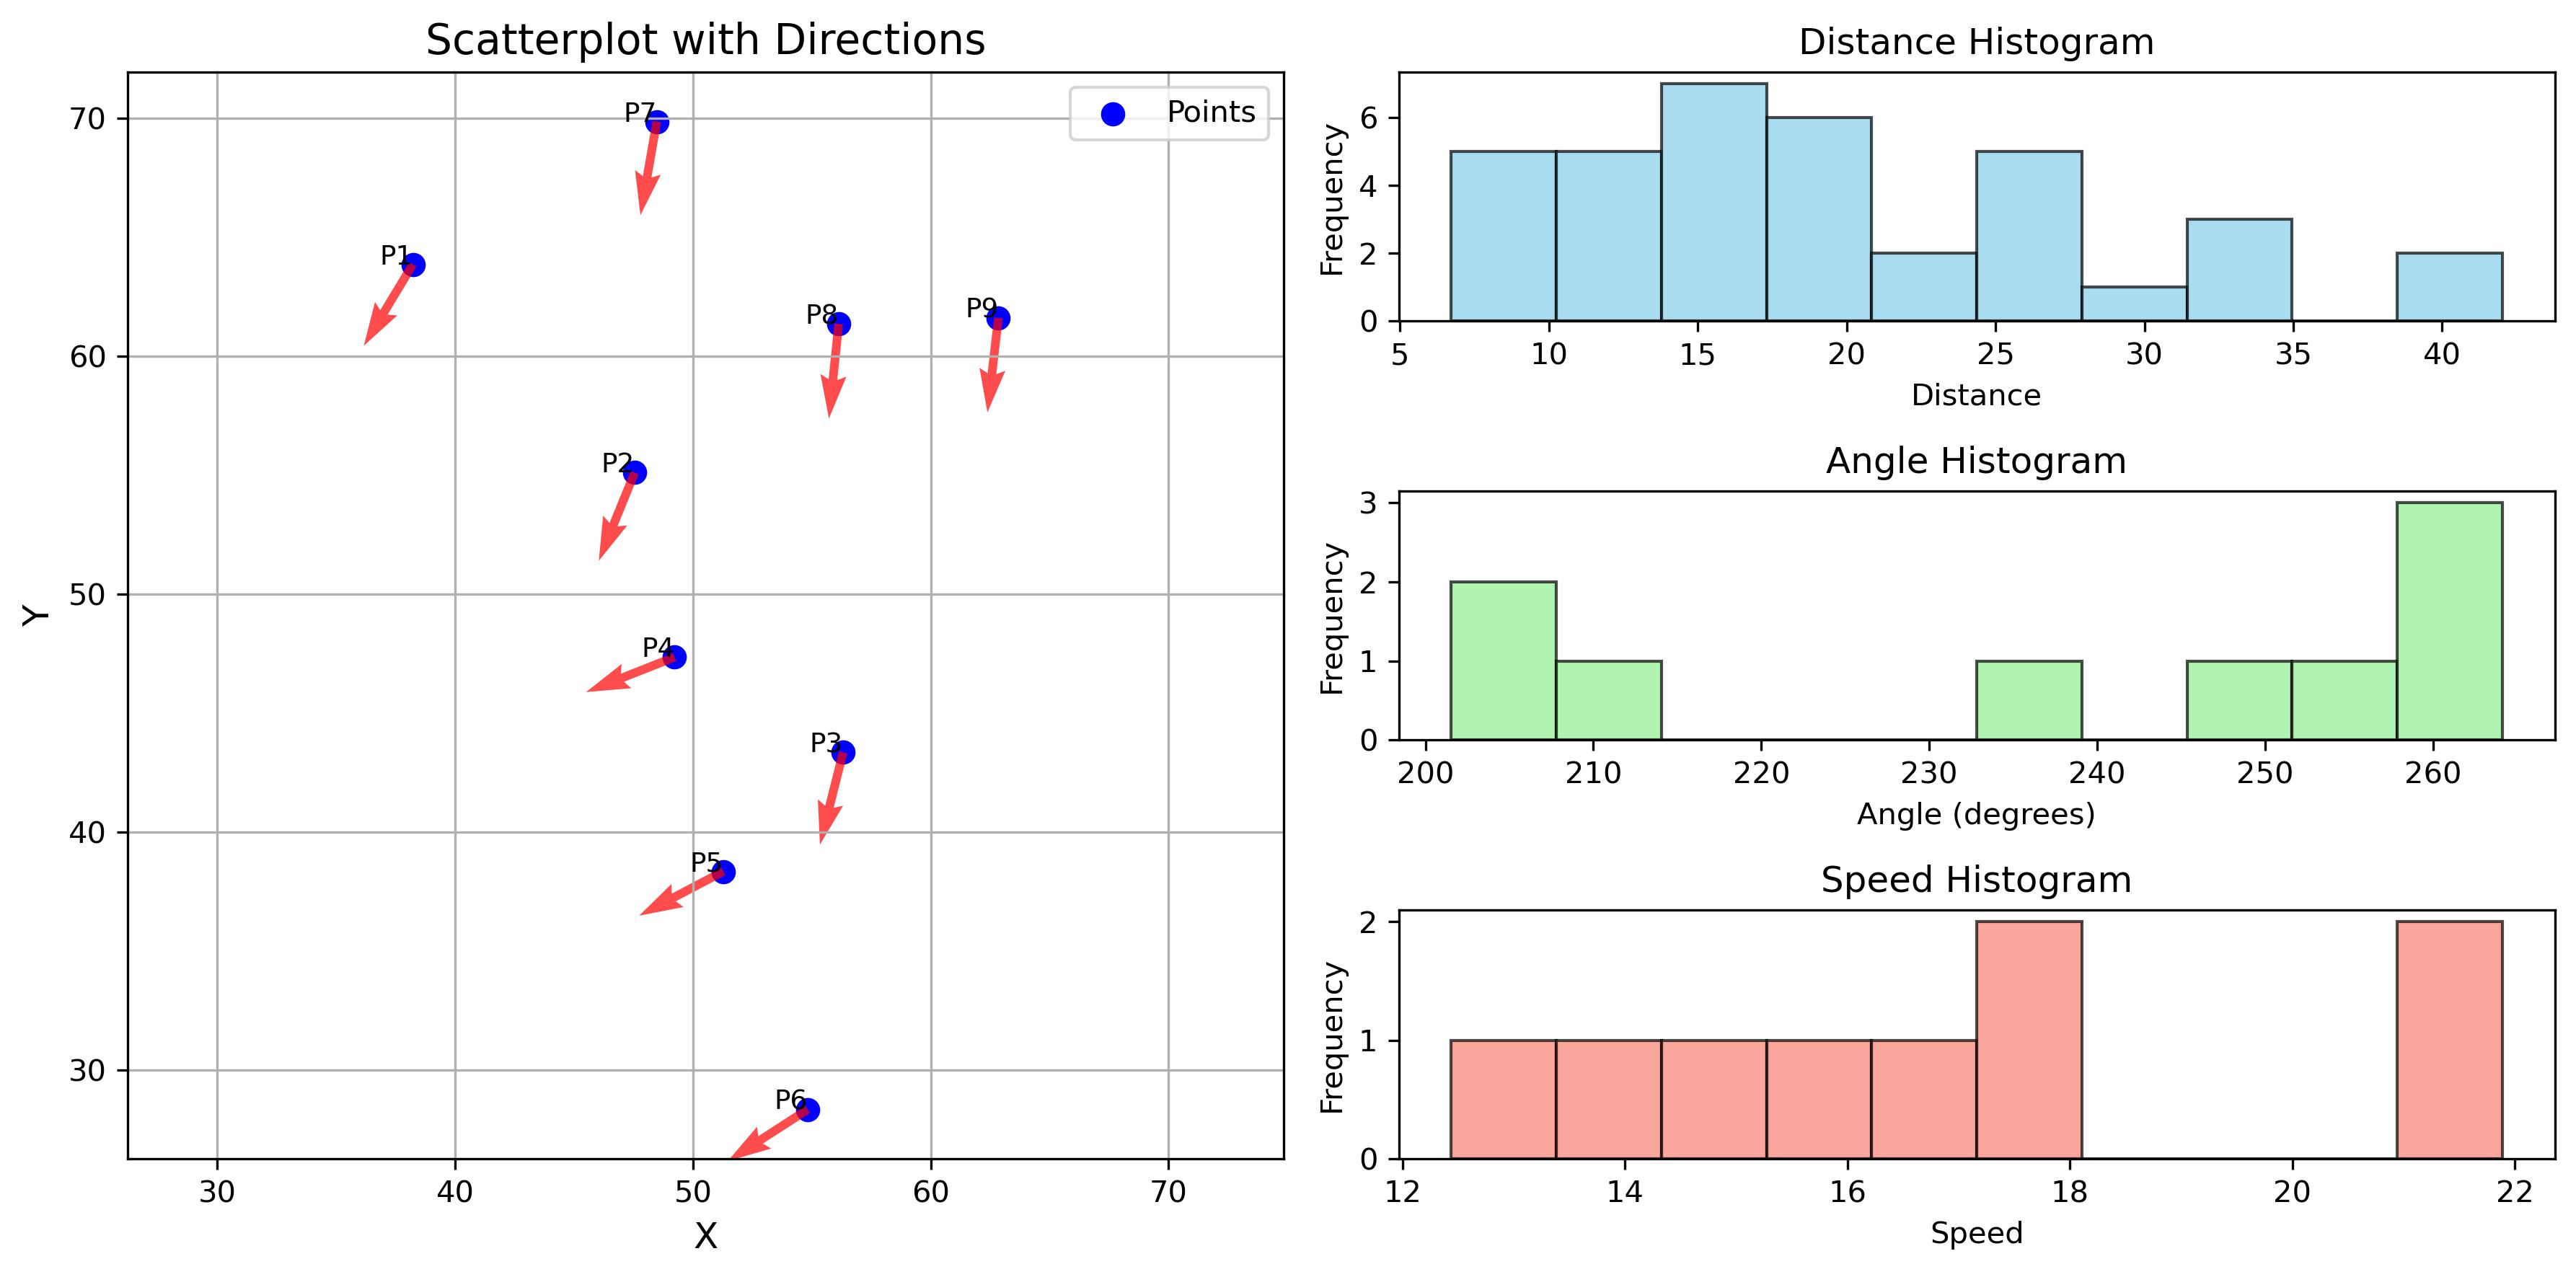 Scatterplot with Directions
Points
P7
P1
P8
P9
P2
P4
P3
P5
P6
70
60
50
40
30
Y
30 40 50 60 70
X
Distance Histogram
Frequency
6
4
2
0
5 10 15 20 25 30 35 40
Distance
Angle Histogram
Frequency
3
2
1
0
200 210 220 230 240 250 260
Angle (degrees)
Speed Histogram
Frequency
2
1
0
12 14 16 18 20 22
Speed